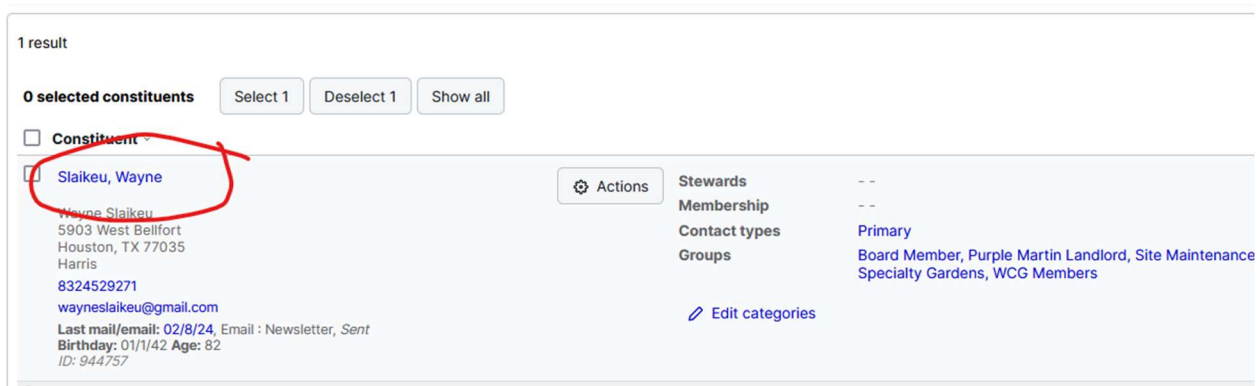 1 result
0 selected constituents Select 1 Deselect 1 Show all
Constituent
Slaikeu, Wayne
Wayne Slaikeu
5903 West Bellfort
Houston, TX 77035
Harris
8324529271
wayneslaikeu@gmail.com
Last mail/email: 02/8/24, Email : Newsletter, Sent
Birthday: 01/1/42 Age: 82
ID: 944757
Actions
Stewards - -
Membership - -
Contact types Primary
Groups Board Member, Purple Martin Landlord, Site Maintenance
Specialty Gardens, WCG Members
Edit categories